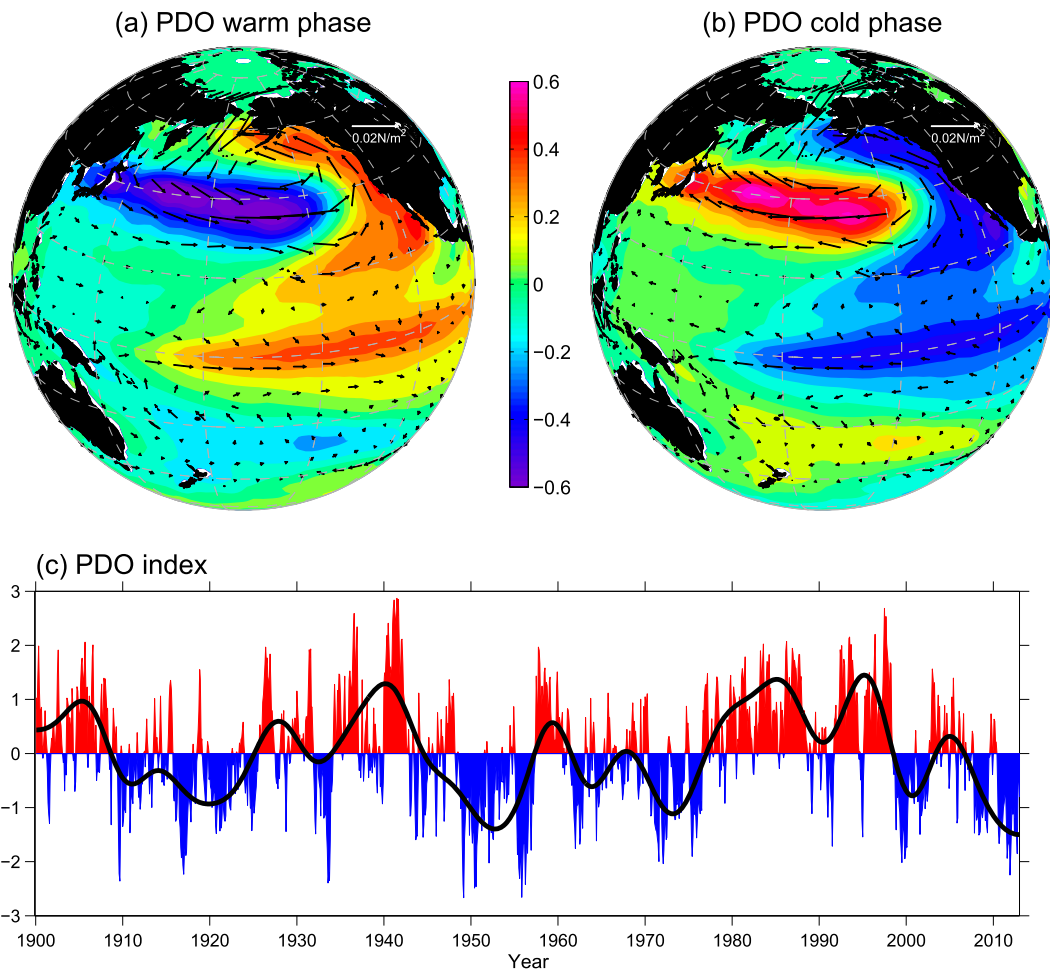 (a) PDO warm phase
(b) PDO cold phase
0.02N/m²
0.02N/m²
0.6
0.4
0.2
0
−0.2
−0.4
−0.6
(c) PDO index
3
2
1
0
−1
−2
−3
1900 1910 1920 1930 1940 1950 1960 1970 1980 1990 2000 2010
Year